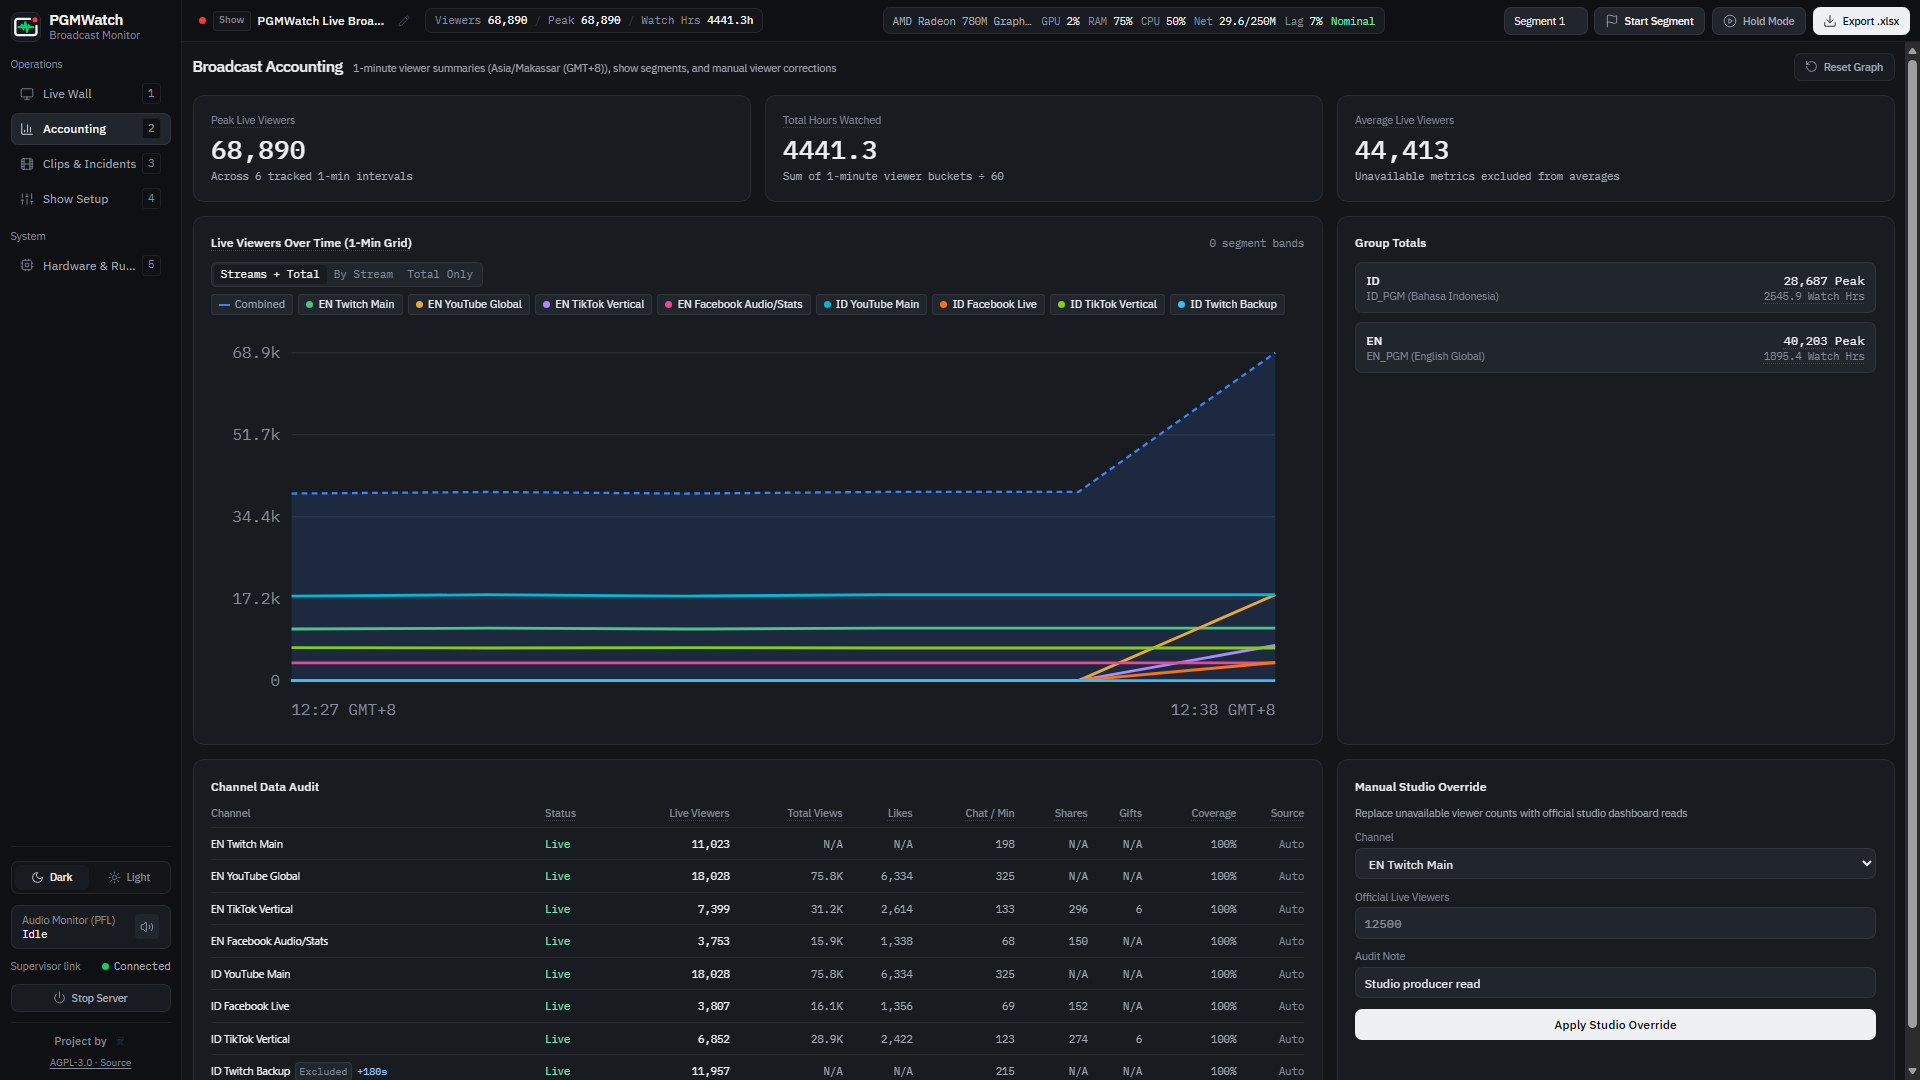 PGMWatch
Broadcast Monitor
Operations
Live Wall 1
Accounting 2
Clips & Incidents 3
Show Setup 4
System
Hardware & Ru... 5
Dark Light
Audio Monitor (PFL)
Idle
Supervisor link Connected
Stop Server
Project by
AGPL-3.0 · Source
Show PGMWatch Live Broa... Viewers 68,890 / Peak 68,890 / Watch Hrs 4441.3h AMD Radeon 780M Graph… GPU 2% RAM 75% CPU 50% Net 29.6/250M Lag 7% Nominal Segment 1 Start Segment Hold Mode Export .xlsx
Broadcast Accounting 1-minute viewer summaries (Asia/Makassar (GMT+8)), show segments, and manual viewer corrections Reset Graph
Peak Live Viewers
68,890
Across 6 tracked 1-min intervals
Total Hours Watched
4441.3
Sum of 1-minute viewer buckets ÷ 60
Average Live Viewers
44,413
Unavailable metrics excluded from averages
Live Viewers Over Time (1-Min Grid) 0 segment bands
Streams + Total By Stream Total Only
Combined EN Twitch Main EN YouTube Global EN TikTok Vertical EN Facebook Audio/Stats ID YouTube Main ID Facebook Live ID TikTok Vertical ID Twitch Backup
68.9k
51.7k
34.4k
17.2k
0
12:27 GMT+8 12:38 GMT+8
Group Totals
ID 28,687 Peak
ID_PGM (Bahasa Indonesia) 2545.9 Watch Hrs
EN 40,203 Peak
EN_PGM (English Global) 1895.4 Watch Hrs
Channel Data Audit
Channel Status Live Viewers Total Views Likes Chat / Min Shares Gifts Coverage Source
EN Twitch Main Live 11,023 N/A N/A 198 N/A N/A 100% Auto
EN YouTube Global Live 18,028 75.8K 6,334 325 N/A N/A 100% Auto
EN TikTok Vertical Live 7,399 31.2K 2,614 133 296 6 100% Auto
EN Facebook Audio/Stats Live 3,753 15.9K 1,338 68 150 N/A 100% Auto
ID YouTube Main Live 18,028 75.8K 6,334 325 N/A N/A 100% Auto
ID Facebook Live Live 3,807 16.1K 1,356 69 152 N/A 100% Auto
ID TikTok Vertical Live 6,852 28.9K 2,422 123 274 6 100% Auto
ID Twitch Backup Excluded +180s Live 11,957 N/A N/A 215 N/A N/A 100% Auto
Manual Studio Override
Replace unavailable viewer counts with official studio dashboard reads
Channel
EN Twitch Main
Official Live Viewers
12500
Audit Note
Studio producer read
Apply Studio Override